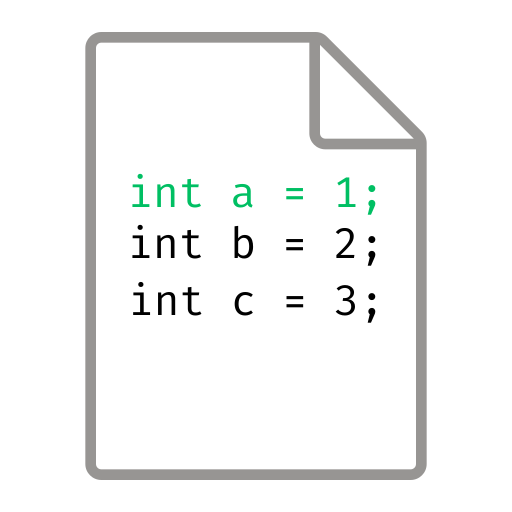 int a = 1;
int b = 2;
int c = 3;